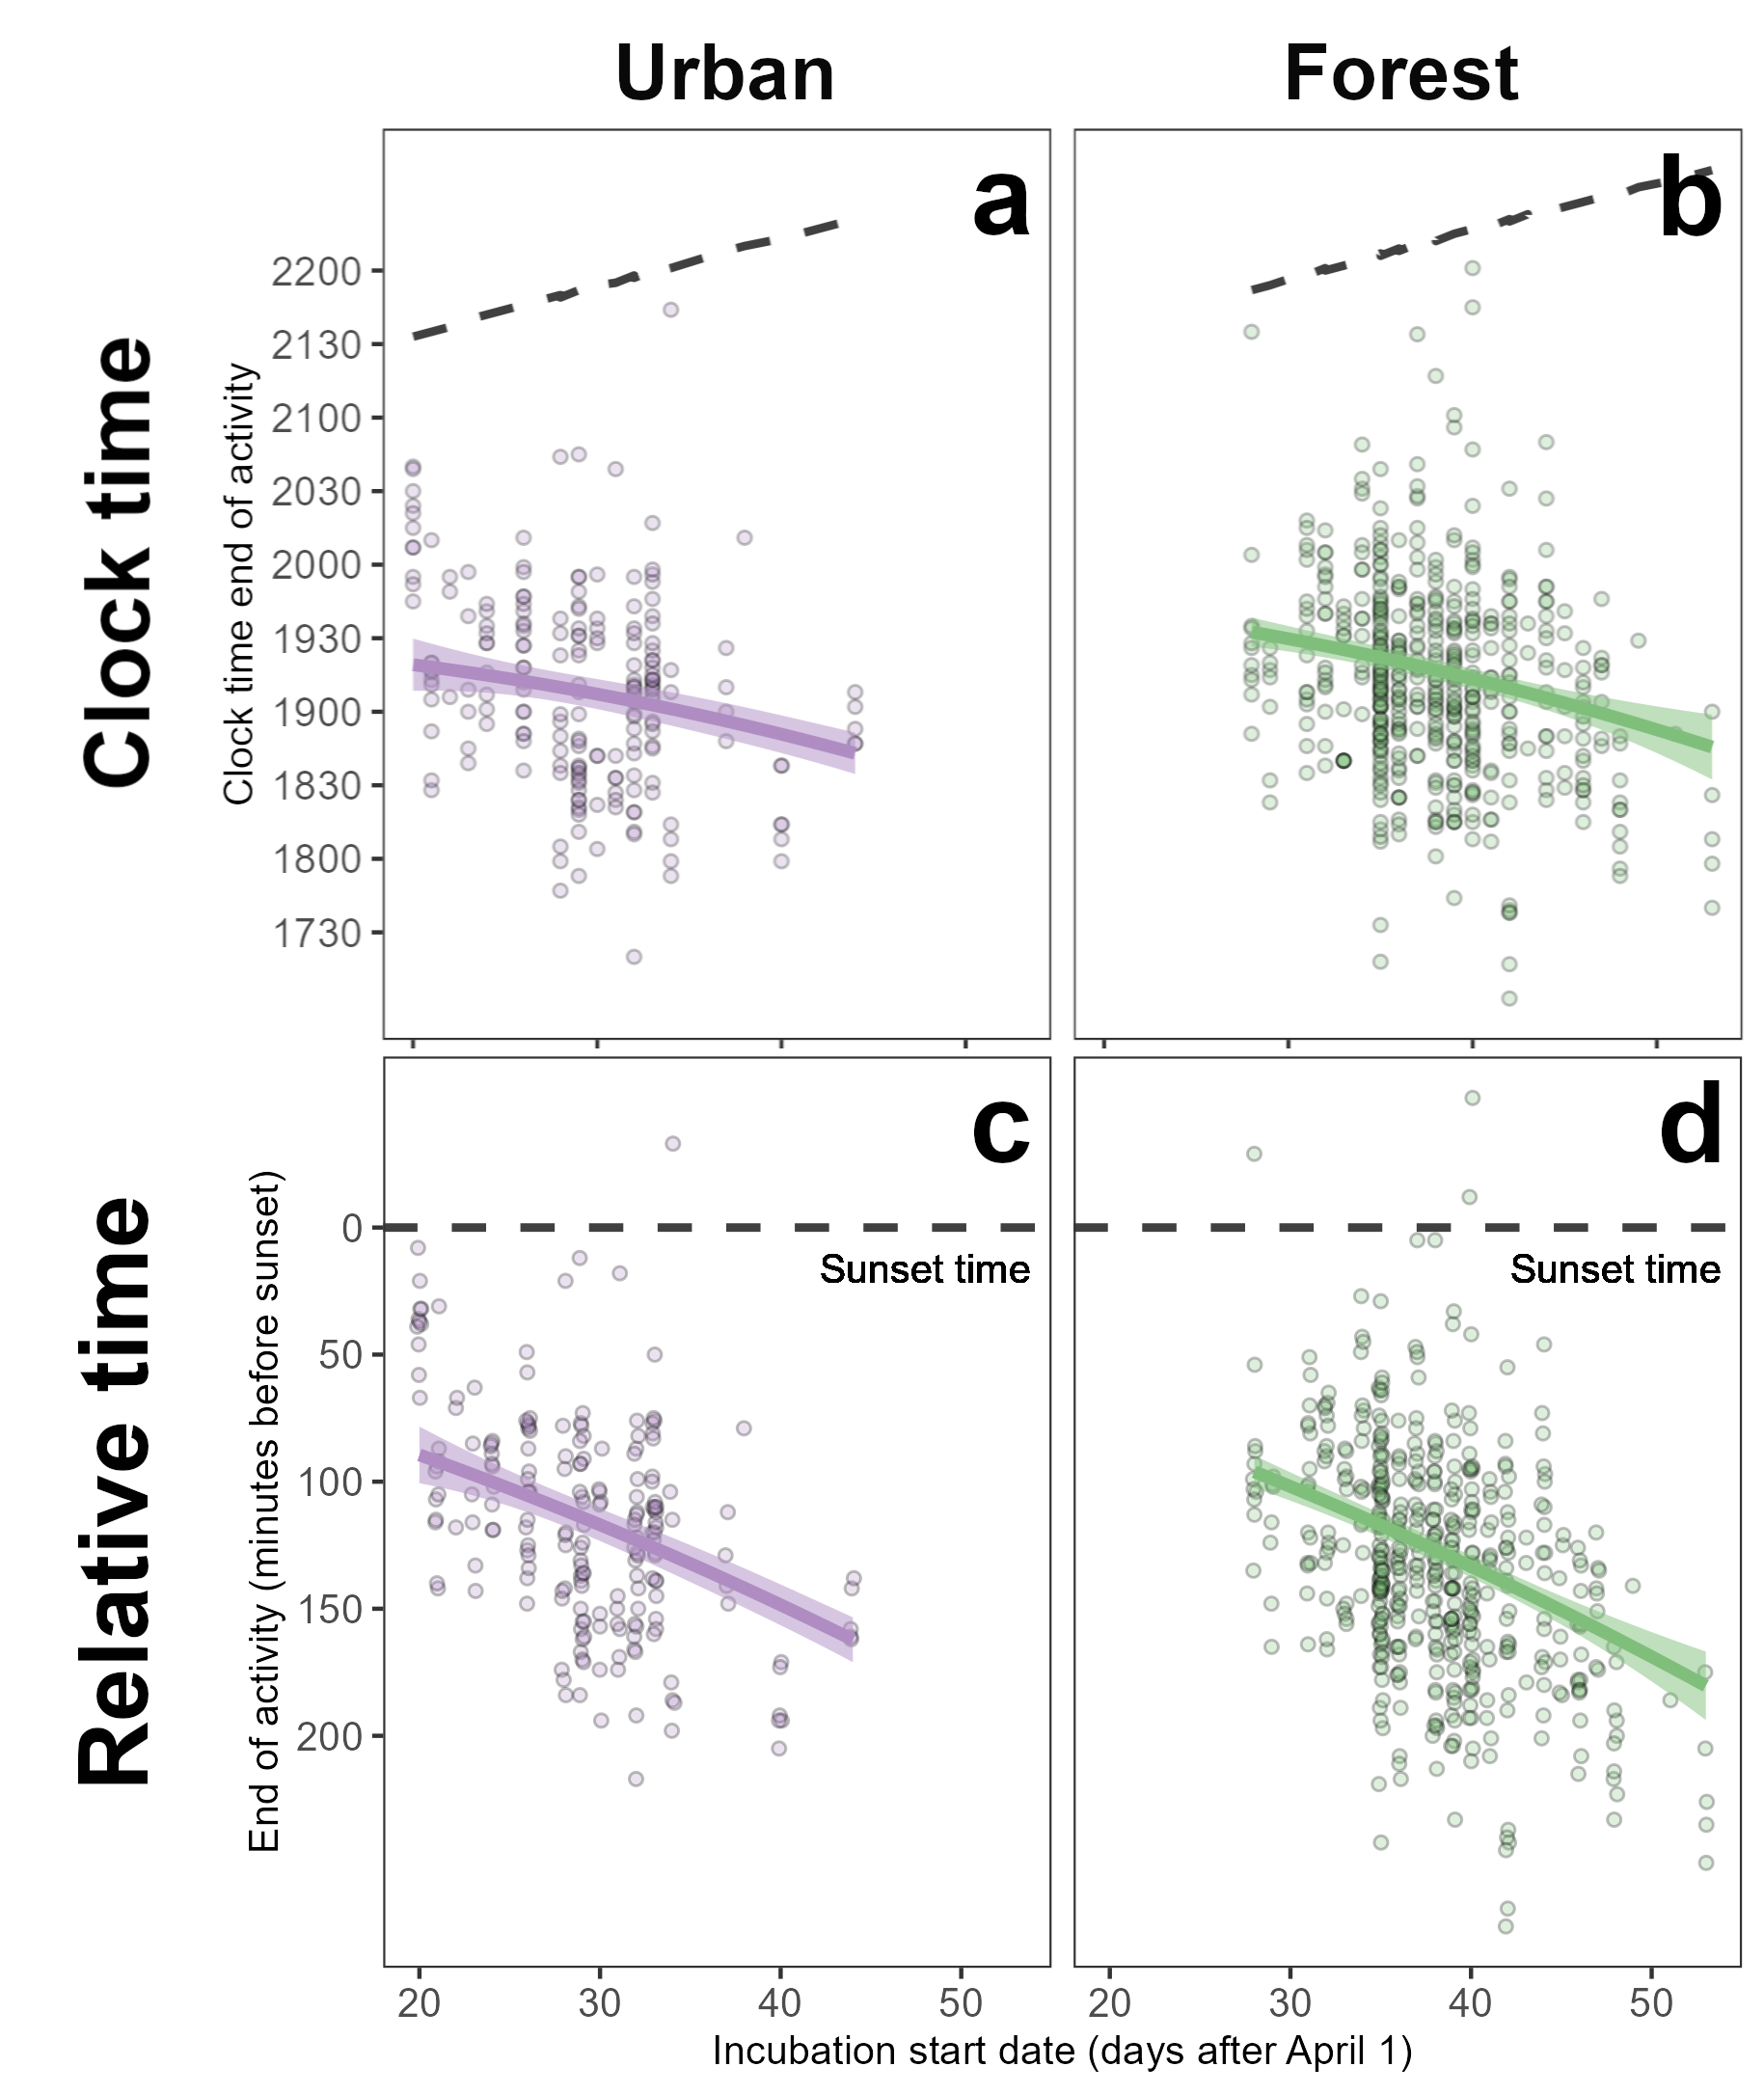 Urban
Forest
Clock time
Clock time end of activity
a
b
2200
2130
2100
2030
2000
1930
1900
1830
1800
1730
Relative time
End of activity (minutes before sunset)
c
d
0
50
100
150
200
Sunset time
Sunset time
20 30 40 50
20 30 40 50
Incubation start date (days after April 1)